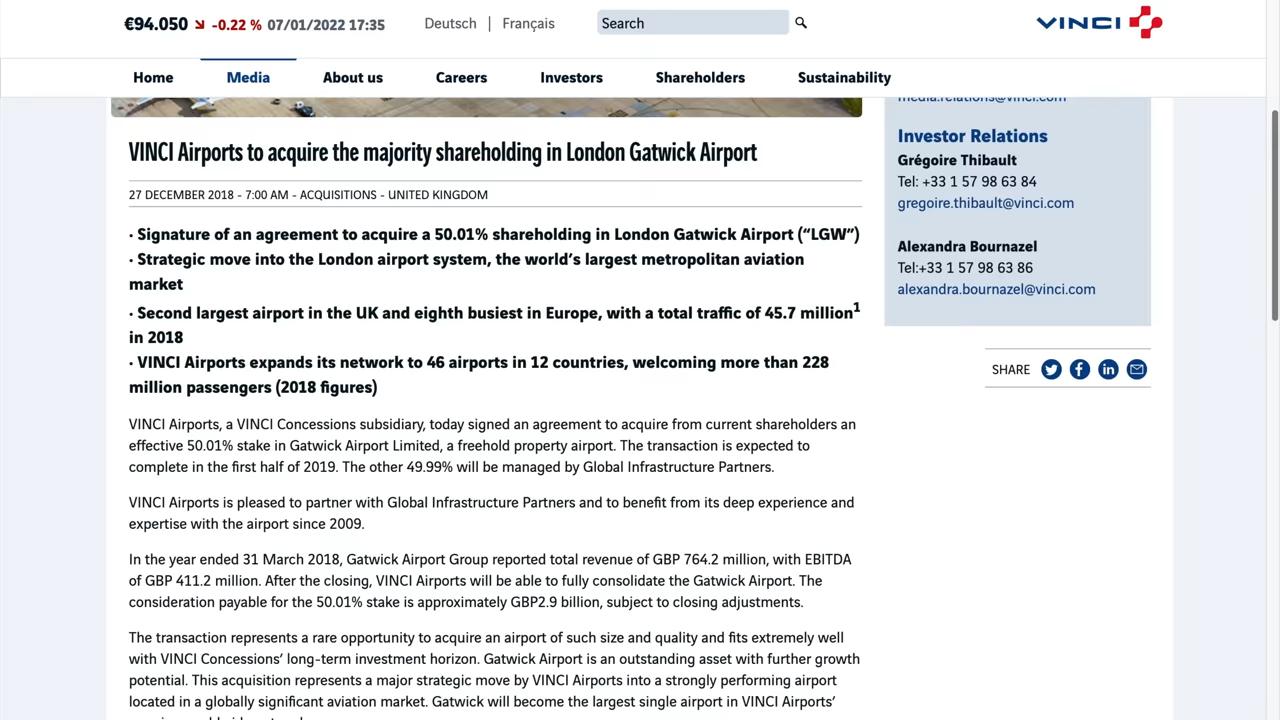 €94.050 ↘ -0.22 % 07/01/2022 17:35
Deutsch | Français
Search
VINCI
Home Media About us Careers Investors Shareholders Sustainability
media.relations@vinci.com
VINCI Airports to acquire the majority shareholding in London Gatwick Airport
27 DECEMBER 2018 - 7:00 AM - ACQUISITIONS - UNITED KINGDOM
· Signature of an agreement to acquire a 50.01% shareholding in London Gatwick Airport (“LGW”)
· Strategic move into the London airport system, the world’s largest metropolitan aviation
market
· Second largest airport in the UK and eighth busiest in Europe, with a total traffic of 45.7 million¹
in 2018
· VINCI Airports expands its network to 46 airports in 12 countries, welcoming more than 228
million passengers (2018 figures)
VINCI Airports, a VINCI Concessions subsidiary, today signed an agreement to acquire from current shareholders an
effective 50.01% stake in Gatwick Airport Limited, a freehold property airport. The transaction is expected to
complete in the first half of 2019. The other 49.99% will be managed by Global Infrastructure Partners.
VINCI Airports is pleased to partner with Global Infrastructure Partners and to benefit from its deep experience and
expertise with the airport since 2009.
In the year ended 31 March 2018, Gatwick Airport Group reported total revenue of GBP 764.2 million, with EBITDA
of GBP 411.2 million. After the closing, VINCI Airports will be able to fully consolidate the Gatwick Airport. The
consideration payable for the 50.01% stake is approximately GBP2.9 billion, subject to closing adjustments.
The transaction represents a rare opportunity to acquire an airport of such size and quality and fits extremely well
with VINCI Concessions’ long-term investment horizon. Gatwick Airport is an outstanding asset with further growth
potential. This acquisition represents a major strategic move by VINCI Airports into a strongly performing airport
located in a globally significant aviation market. Gatwick will become the largest single airport in VINCI Airports’
Investor Relations
Grégoire Thibault
Tel: +33 1 57 98 63 84
gregoire.thibault@vinci.com
Alexandra Bournazel
Tel:+33 1 57 98 63 86
alexandra.bournazel@vinci.com
SHARE